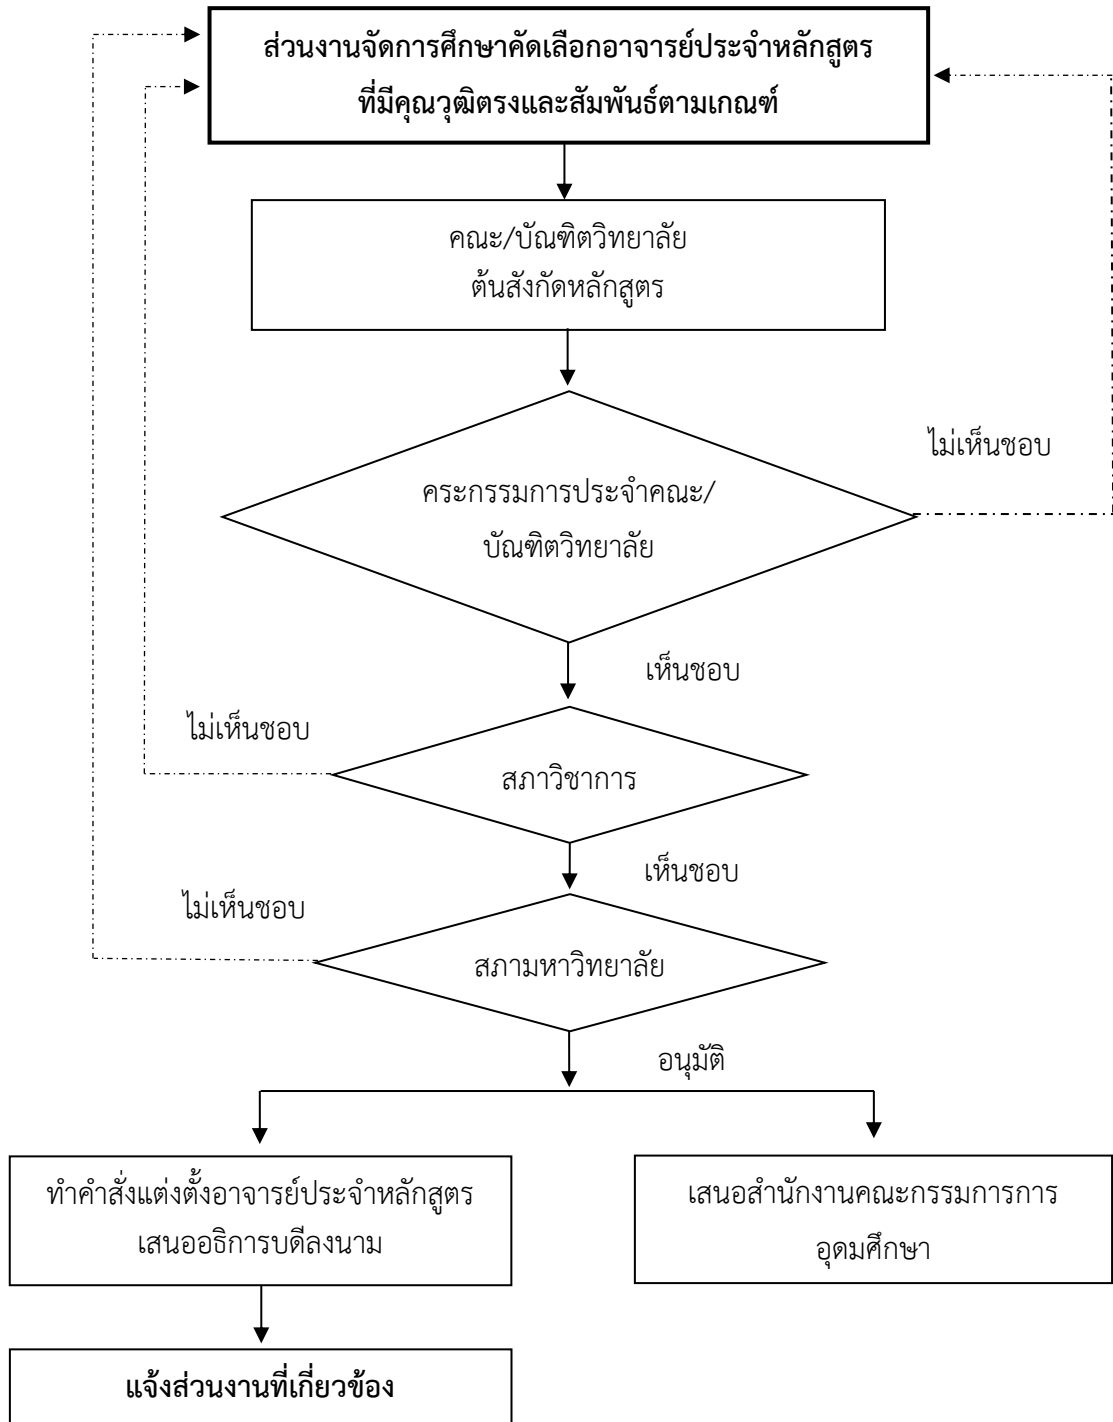 ส่วนงานจัดการศึกษาคัดเลือกอาจารย์ประจำหลักสูตร
ที่มีคุณวุฒิตรงและสัมพันธ์ตามเกณฑ์
คณะ/บัณฑิตวิทยาลัย
ต้นสังกัดหลักสูตร
ไม่เห็นชอบ
คระกรรมการประจำคณะ/
บัณฑิตวิทยาลัย
เห็นชอบ
ไม่เห็นชอบ
สภาวิชาการ
เห็นชอบ
ไม่เห็นชอบ
สภามหาวิทยาลัย
อนุมัติ
ทำคำสั่งแต่งตั้งอาจารย์ประจำหลักสูตร
เสนออธิการบดีลงนาม
เสนอสำนักงานคณะกรรมการการ
อุดมศึกษา
แจ้งส่วนงานที่เกี่ยวข้อง